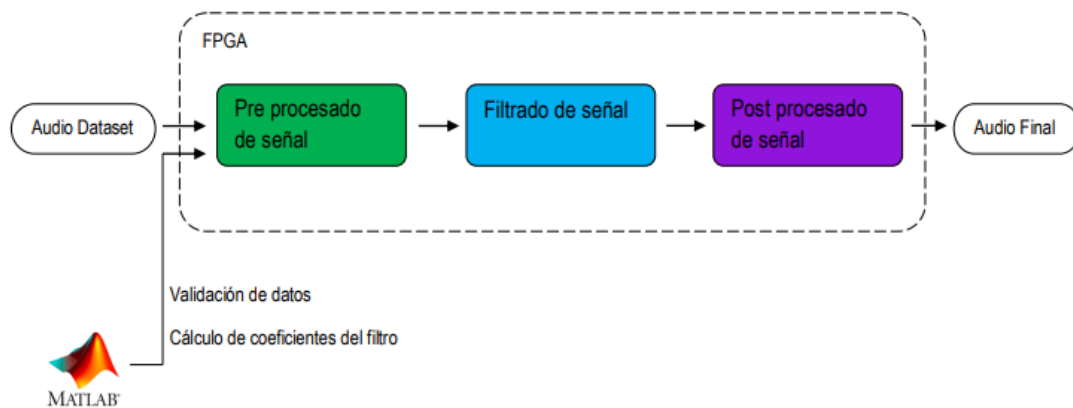 FPGA
Audio Dataset
Pre procesado
de señal
Filtrado de señal
Post procesado
de señal
Audio Final
Validación de datos
Cálculo de coeficientes del filtro
MATLAB®